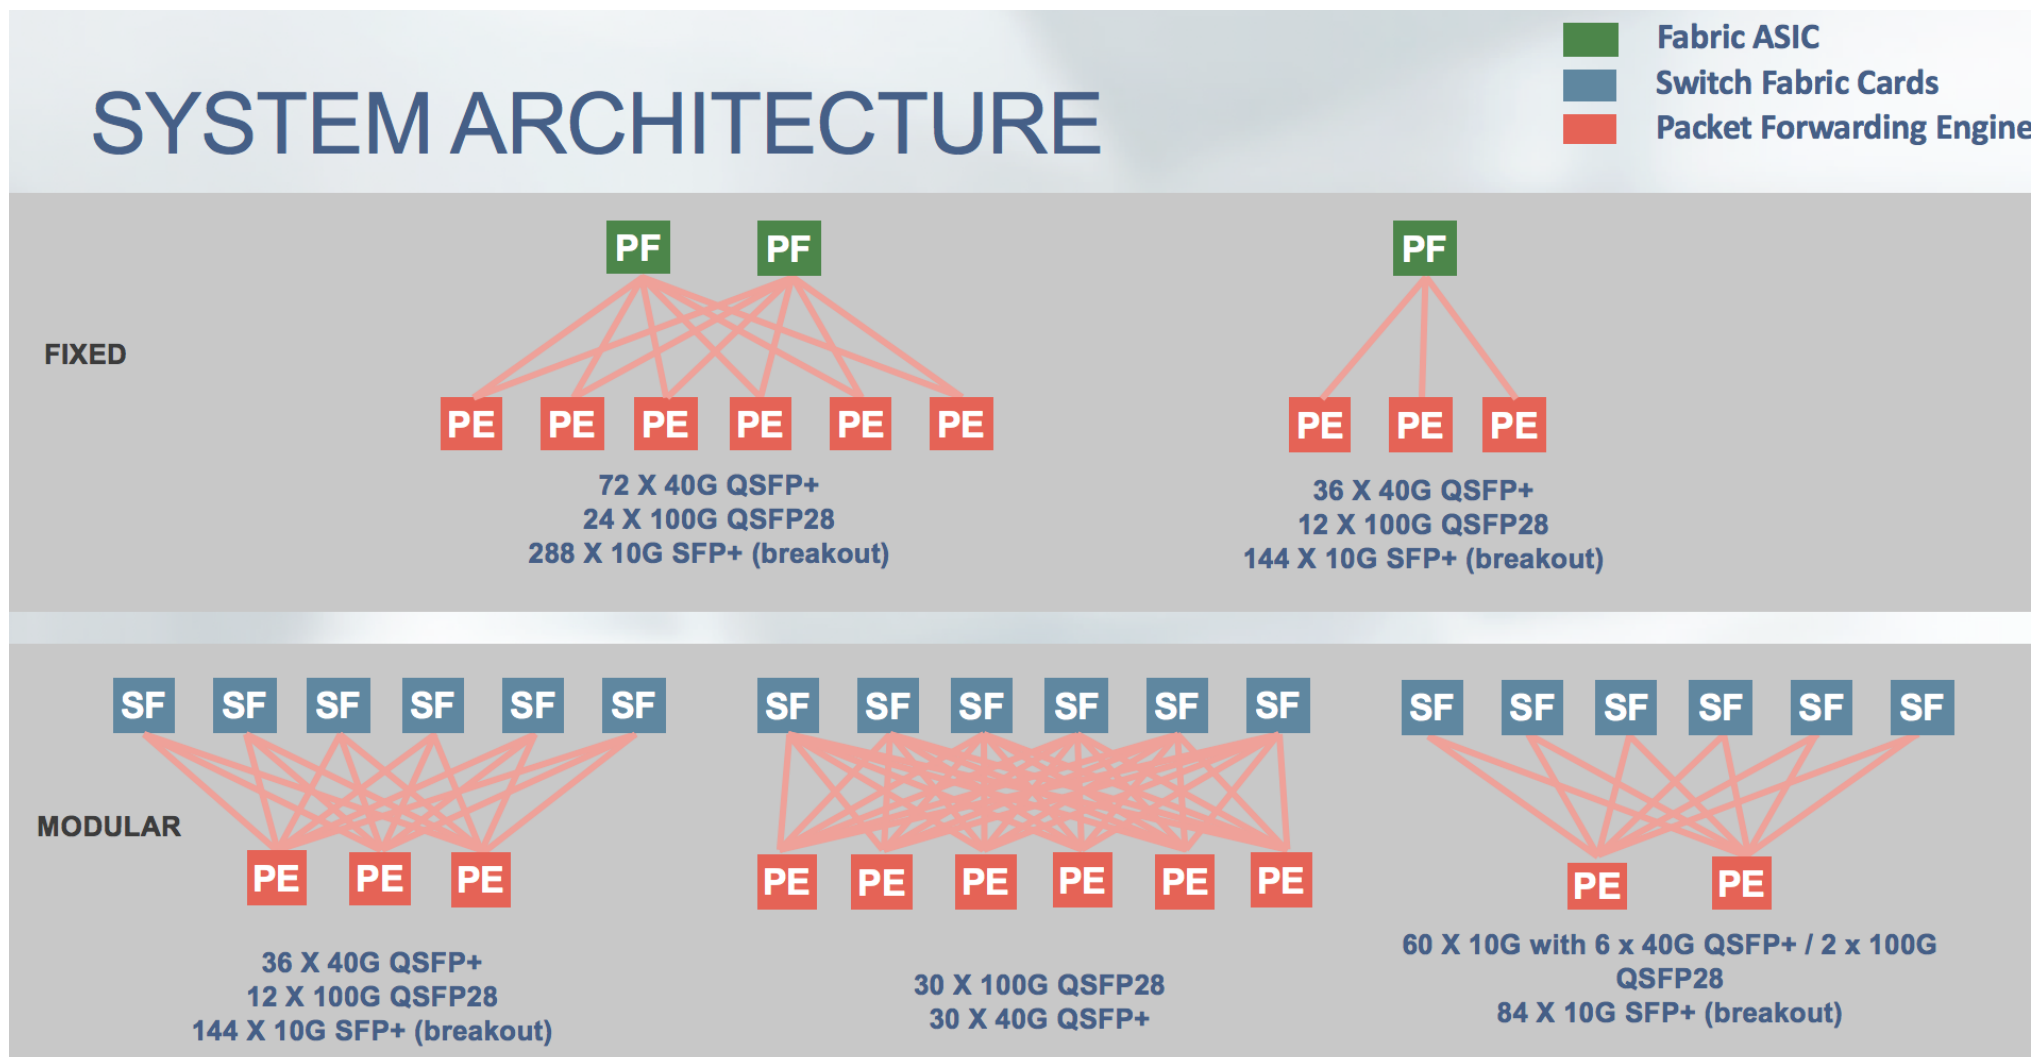 Fabric ASIC
Switch Fabric Cards
Packet Forwarding Engine
SYSTEM ARCHITECTURE
PF PF
PF
FIXED
PE PE PE PE PE PE
PE PE PE
72 X 40G QSFP+
24 X 100G QSFP28
288 X 10G SFP+ (breakout)
36 X 40G QSFP+
12 X 100G QSFP28
144 X 10G SFP+ (breakout)
MODULAR
SF SF SF SF SF SF
PE PE PE
36 X 40G QSFP+
12 X 100G QSFP28
144 X 10G SFP+ (breakout)
SF SF SF SF SF SF
PE PE PE PE PE PE
30 X 100G QSFP28
30 X 40G QSFP+
SF SF SF SF SF SF
PE PE
60 X 10G with 6 x 40G QSFP+ / 2 x 100G
QSFP28
84 X 10G SFP+ (breakout)